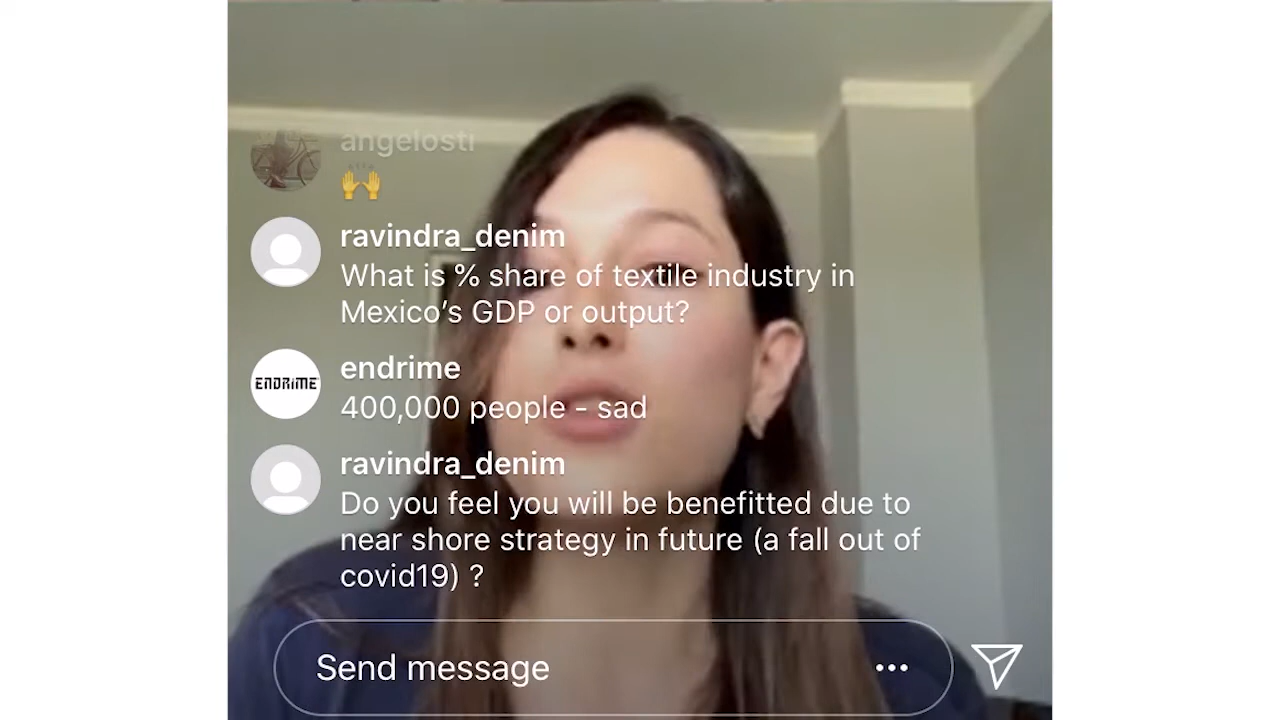 angelosti
ravindra_denim
What is % share of textile industry in
Mexico's GDP or output?
ENDRIME
endrime
400,000 people - sad
ravindra_denim
Do you feel you will be benefitted due to
near shore strategy in future (a fall out of
covid19) ?
Send message